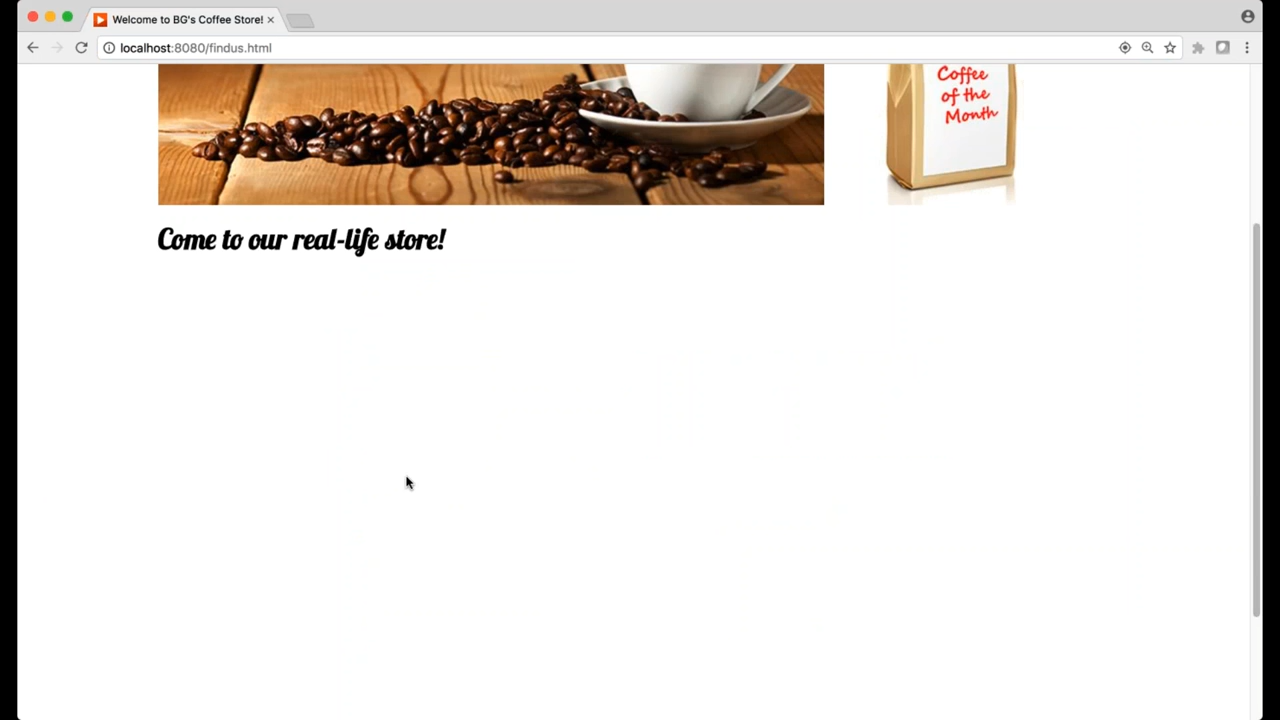 Welcome to BG's Coffee Store!
localhost:8080/findus.html
Coffee
of the
Month
Come to our real-life store!